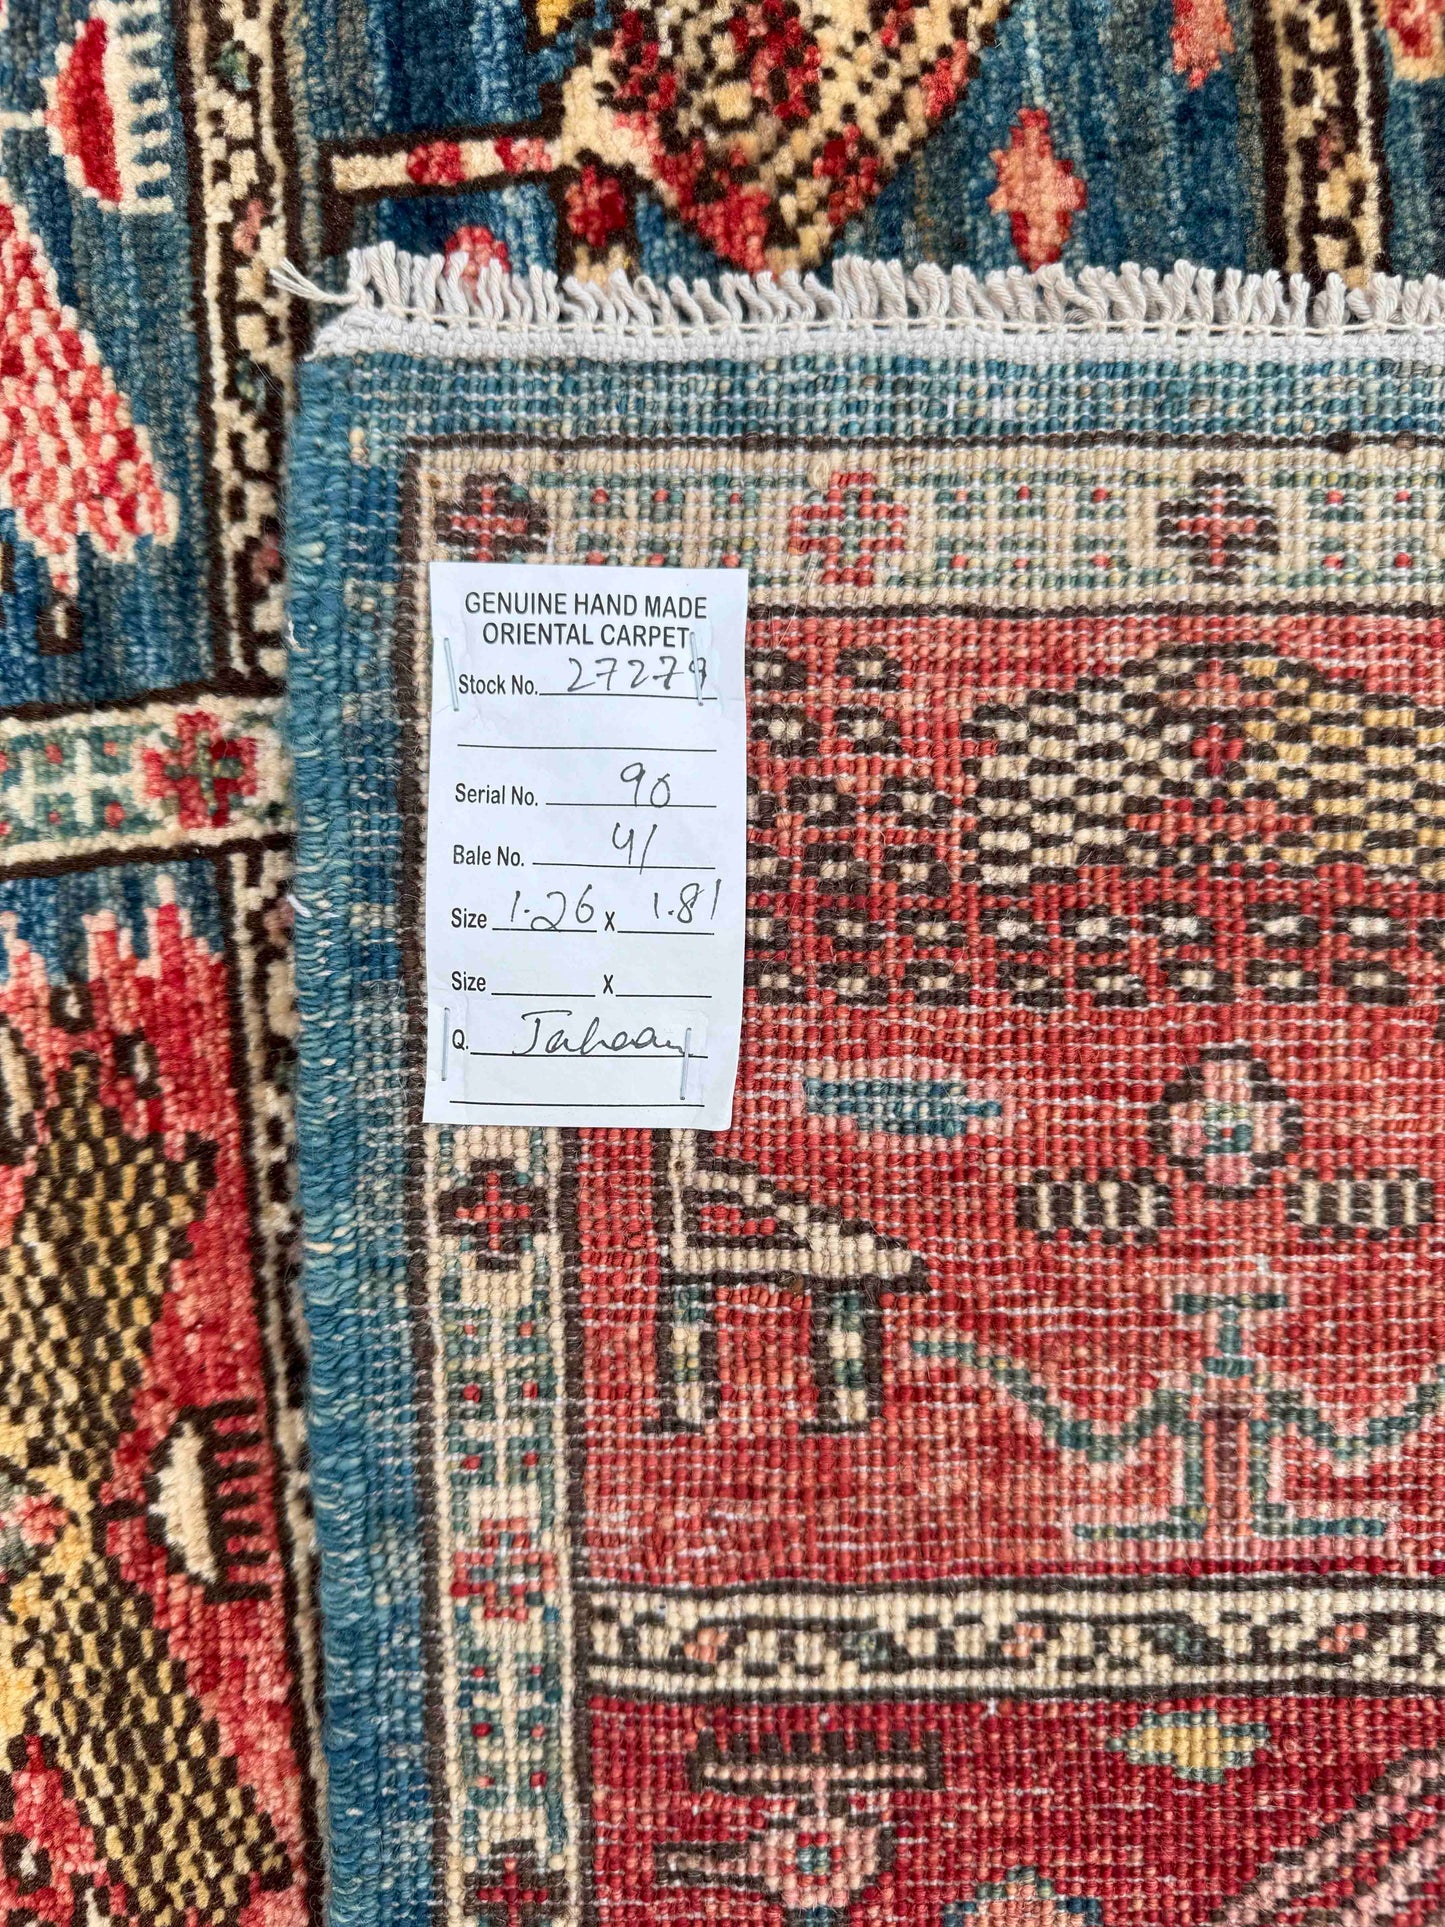 GENUINE HAND MADE
ORIENTAL CARPET
Stock No. 27279
Serial No. 90
Bale No. 41
Size 1.26 x 1.81
Size x
Q.